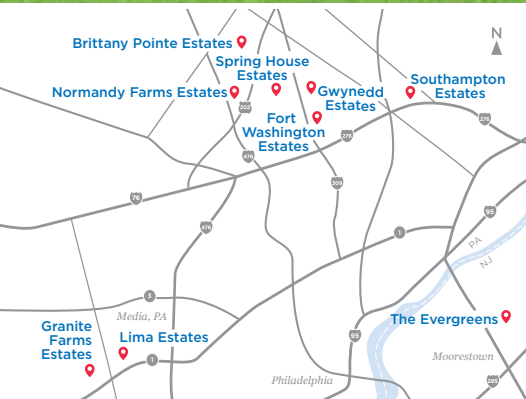 N
Brittany Pointe Estates
Spring House
Estates
Southampton
Estates
Normandy Farms Estates
Gwynedd
Estates
202
Fort
Washington
Estates
276
276
476
309
76
95
476
1
PA
NJ
3
Media, PA
The Evergreens
Granite
Farms
Estates
Lima Estates
95
1
Moorestown
Philadelphia
295